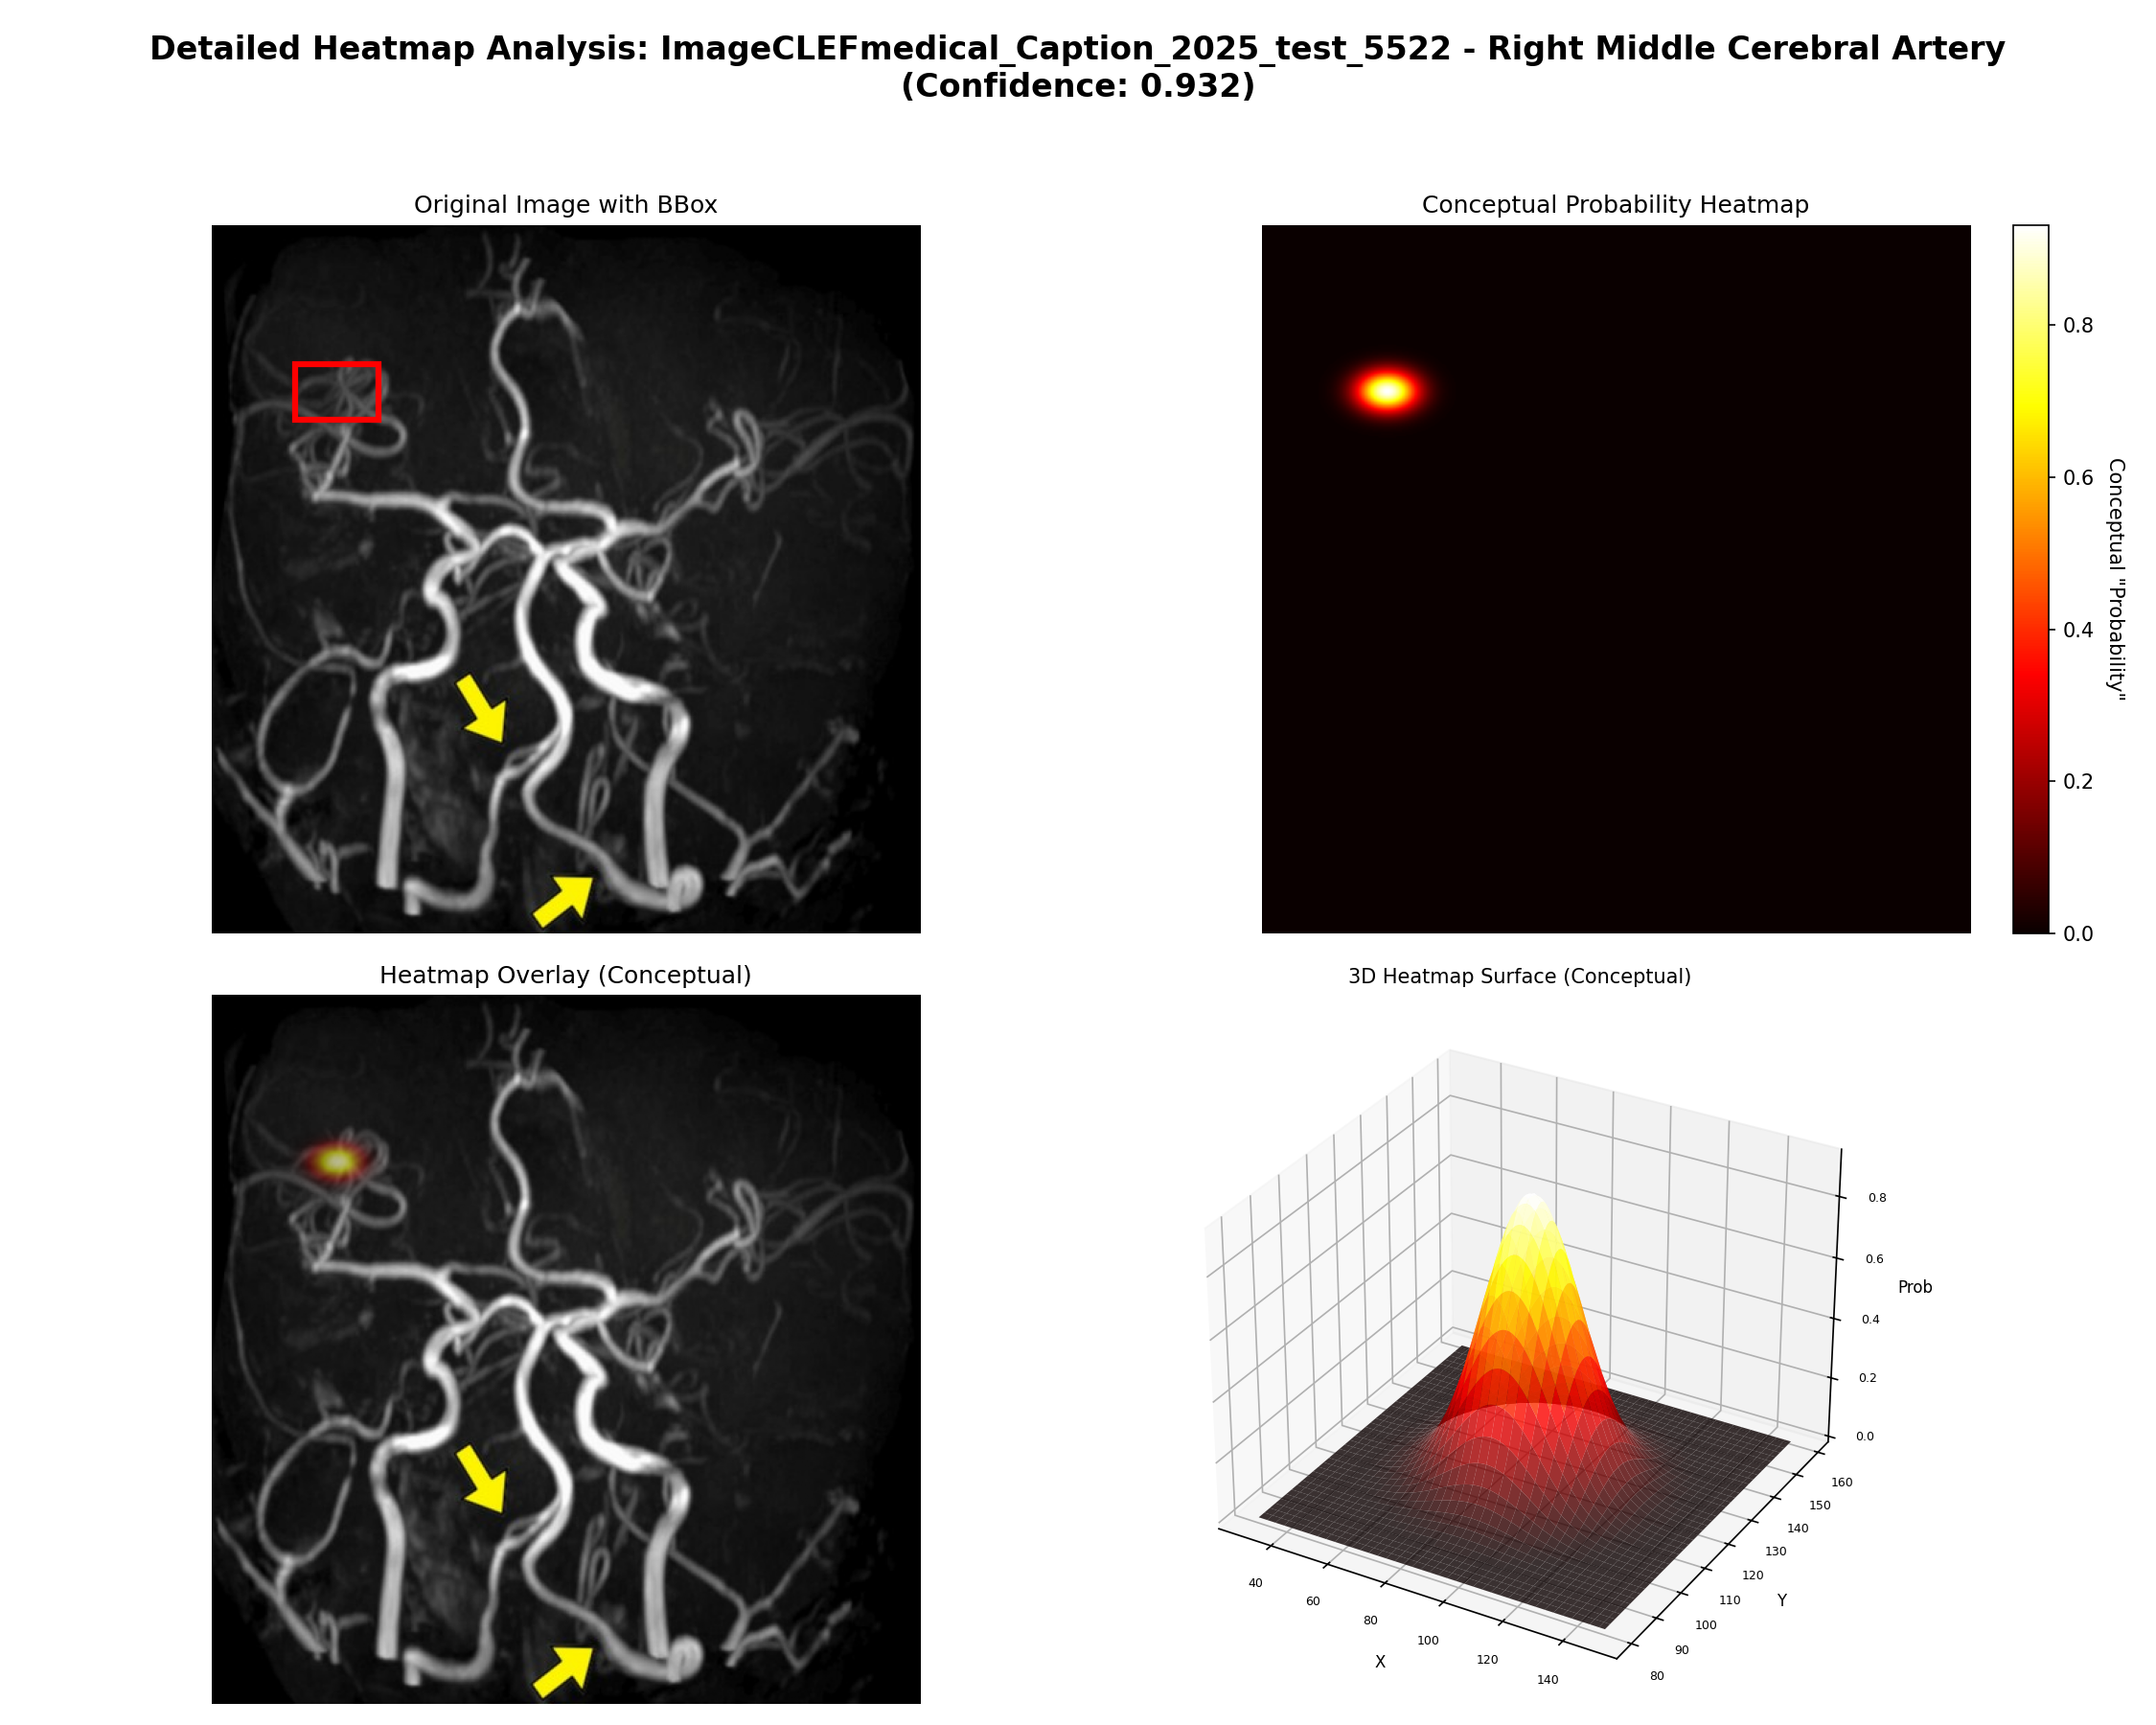 Detailed Heatmap Analysis: ImageCLEFmedical_Caption_2025_test_5522 - Right Middle Cerebral Artery
(Confidence: 0.932)
Original Image with BBox
Conceptual Probability Heatmap
0.8
0.6
0.4
0.2
0.0
Conceptual "Probability"
Heatmap Overlay (Conceptual)
3D Heatmap Surface (Conceptual)
0.8
0.6
0.4
0.2
0.0
Prob
160
150
140
130
120
110
100
90
80
Y
40
60
80
100
120
140
X